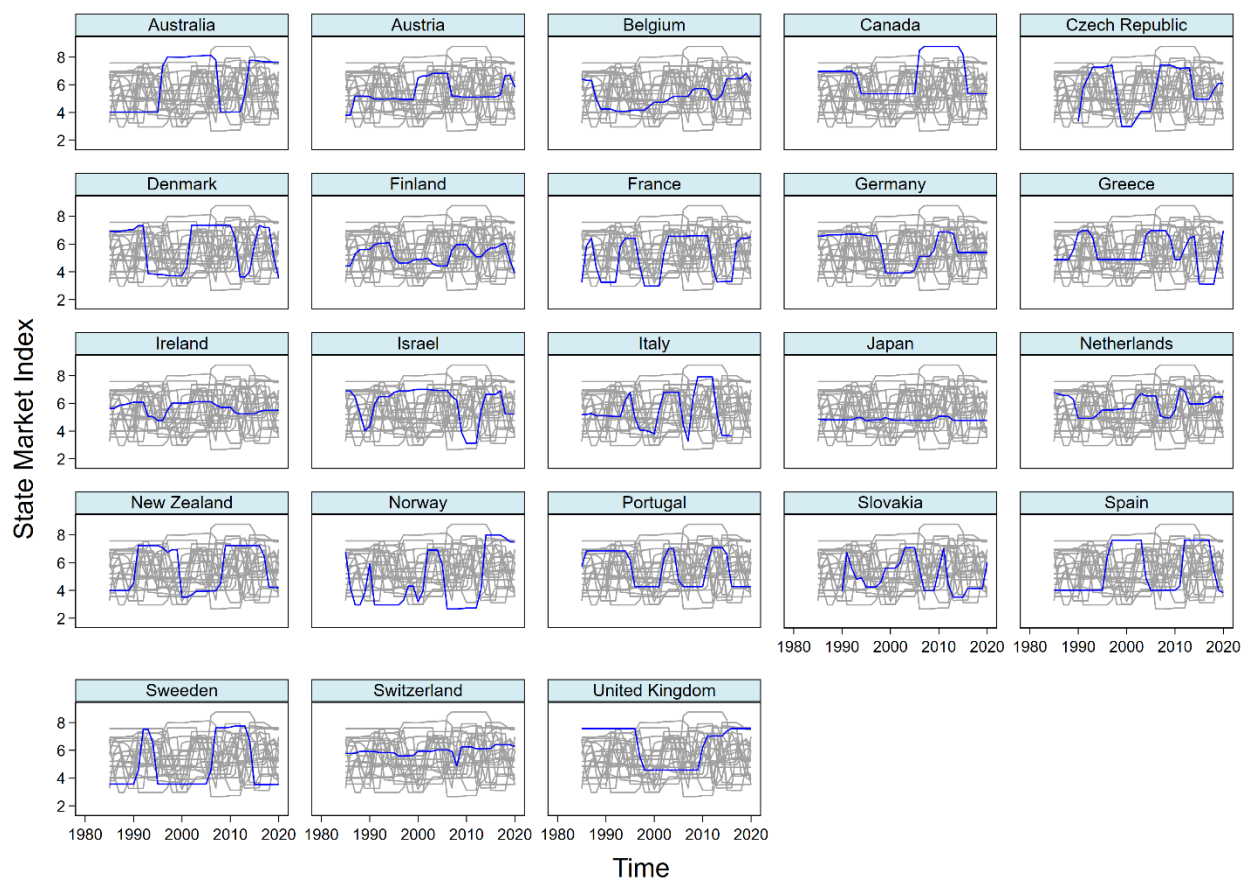 Australia Austria Belgium Canada Czech Republic
8
6
4
2
Denmark Finland France Germany Greece
8
6
4
2
Ireland Israel Italy Japan Netherlands
8
6
4
2
New Zealand Norway Portugal Slovakia Spain
8
6
4
2
1980 1990 2000 2010 2020 1980 1990 2000 2010 2020
Sweden Switzerland United Kingdom
8
6
4
2
1980 1990 2000 2010 2020 1980 1990 2000 2010 2020 1980 1990 2000 2010 2020
State Market Index
Time